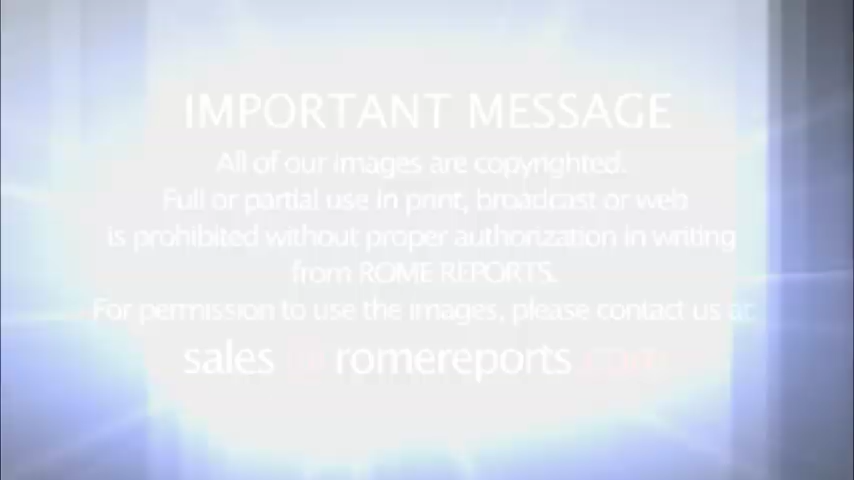 IMPORTANT MESSAGE
All of our images are copyrighted.
Full or partial use in print, broadcast or web
is prohibited without proper authorization in writing
from ROME REPORTS.
For permission to use the images, please contact us at
sales@romereports.com